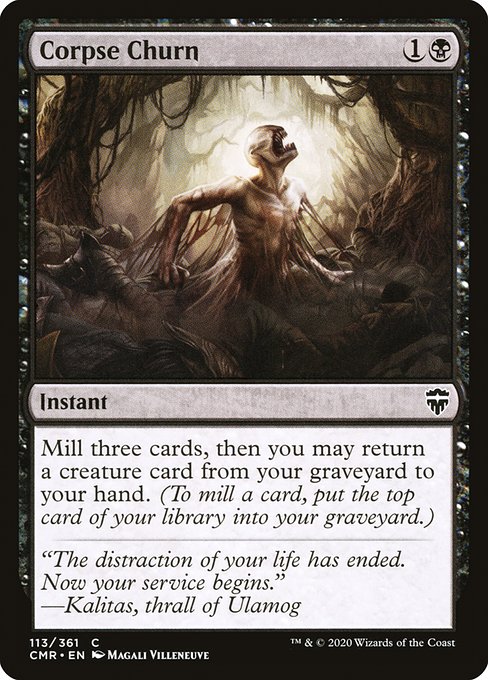 Corpse Churn 1
Instant
Mill three cards, then you may return
a creature card from your graveyard to
your hand. (To mill a card, put the top
card of your library into your graveyard.)
“The distraction of your life has ended.
Now your service begins.”
—Kalitas, thrall of Ulamog
113/361 C
™ & © 2020 Wizards of the Coast
CMR • EN Magali Villeneuve